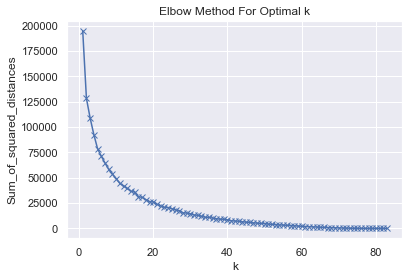 Elbow Method For Optimal k
200000
175000
150000
125000
100000
75000
50000
25000
0
Sum_of_squared_distances
0 20 40 60 80
k